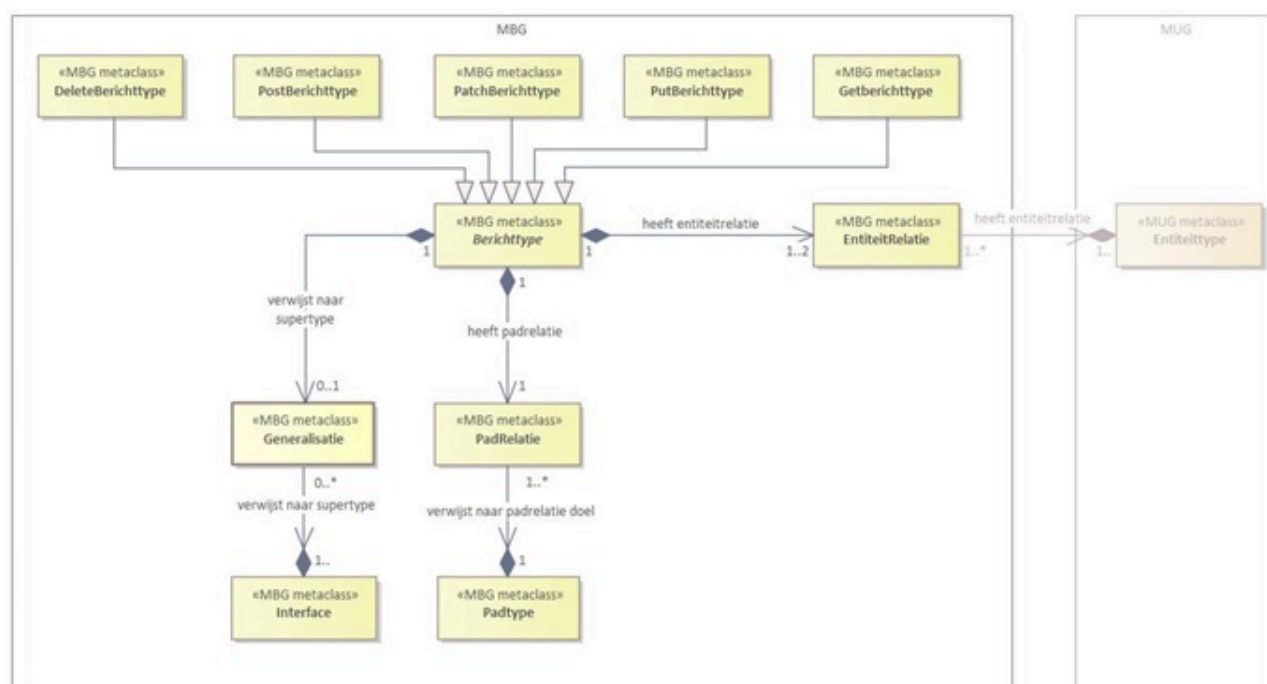 MBG
MUG
«MBG metaclass»
DeleteBerichttype
«MBG metaclass»
PostBerichttype
«MBG metaclass»
PatchBerichttype
«MBG metaclass»
PutBerichttype
«MBG metaclass»
Getberichttype
«MBG metaclass»
Berichttype
1
1
1
heeft entiteitrelatie
1..2
«MBG metaclass»
EntiteitRelatie
heeft entiteitrelatie
1..*
1..
«MUG metaclass»
Entiteittype
verwijst naar
supertype
0..1
heeft padrelatie
1
«MBG metaclass»
Generalisatie
«MBG metaclass»
PadRelatie
0..*
verwijst naar supertype
1..
1..*
verwijst naar padrelatie doel
1
«MBG metaclass»
Interface
«MBG metaclass»
Padtype